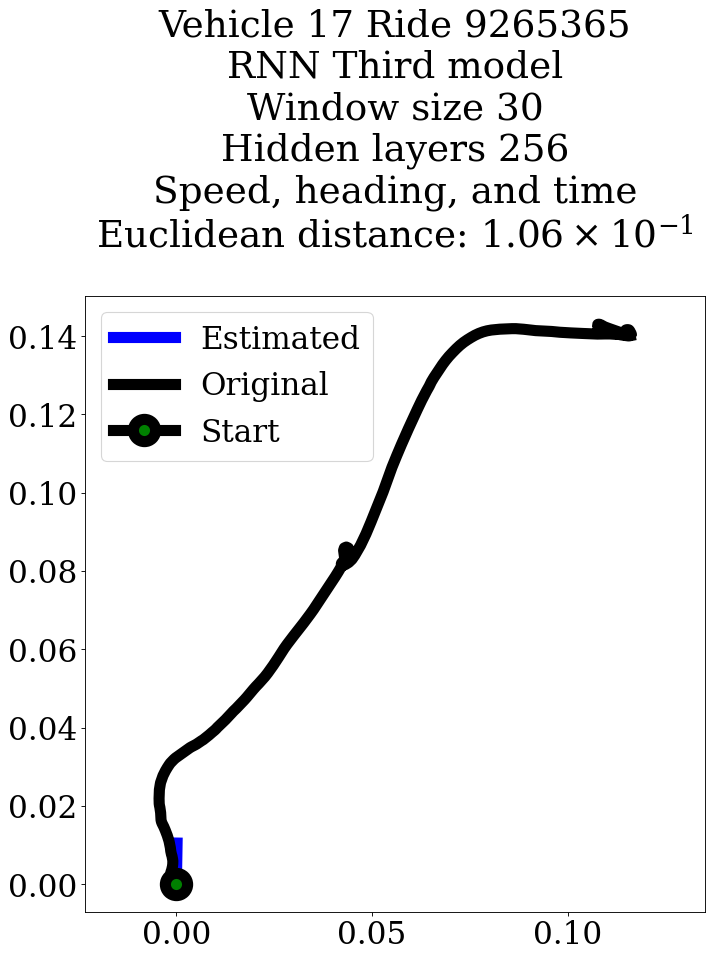 Vehicle 17 Ride 9265365
RNN Third model
Window size 30
Hidden layers 256
Speed, heading, and time
Euclidean distance: 1.06 × 10⁻¹
Estimated
Original
Start
0.14
0.12
0.10
0.08
0.06
0.04
0.02
0.00
0.00 0.05 0.10